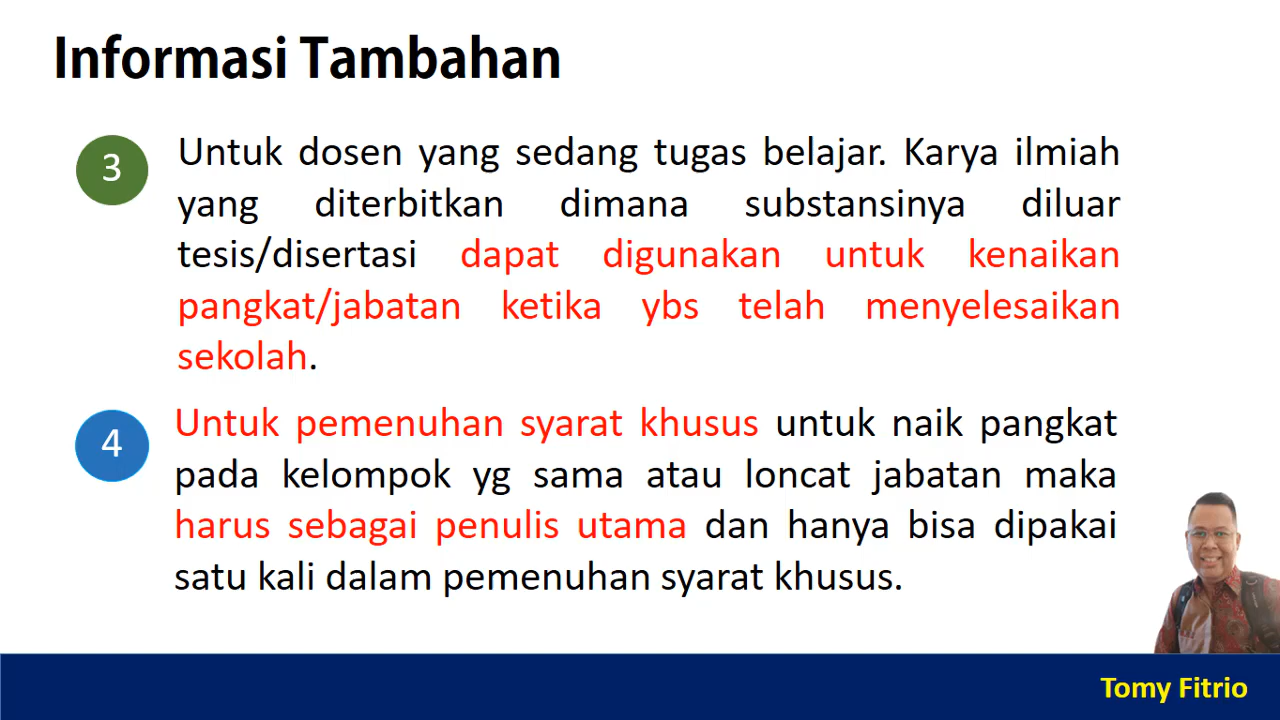 Informasi Tambahan
3
Untuk dosen yang sedang tugas belajar. Karya ilmiah
yang diterbitkan dimana substansinya diluar
tesis/disertasi dapat digunakan untuk kenaikan
pangkat/jabatan ketika ybs telah menyelesaikan
sekolah.
4
Untuk pemenuhan syarat khusus untuk naik pangkat
pada kelompok yg sama atau loncat jabatan maka
harus sebagai penulis utama dan hanya bisa dipakai
satu kali dalam pemenuhan syarat khusus.
Tomy Fitrio